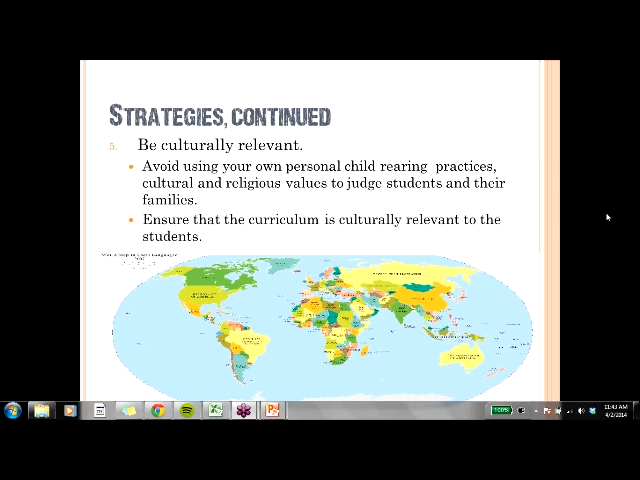 STRATEGIES, CONTINUED
5. Be culturally relevant.
• Avoid using your own personal child rearing practices,
cultural and religious values to judge students and their
families.
• Ensure that the curriculum is culturally relevant to the
students.
100%
11:43 AM
4/2/2014